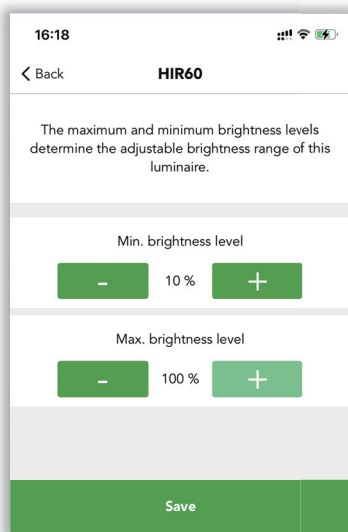 16:18
Back
HIR60
The maximum and minimum brightness levels
determine the adjustable brightness range of this
luminaire.
Min. brightness level
- 10 % +
Max. brightness level
- 100 % +
Save